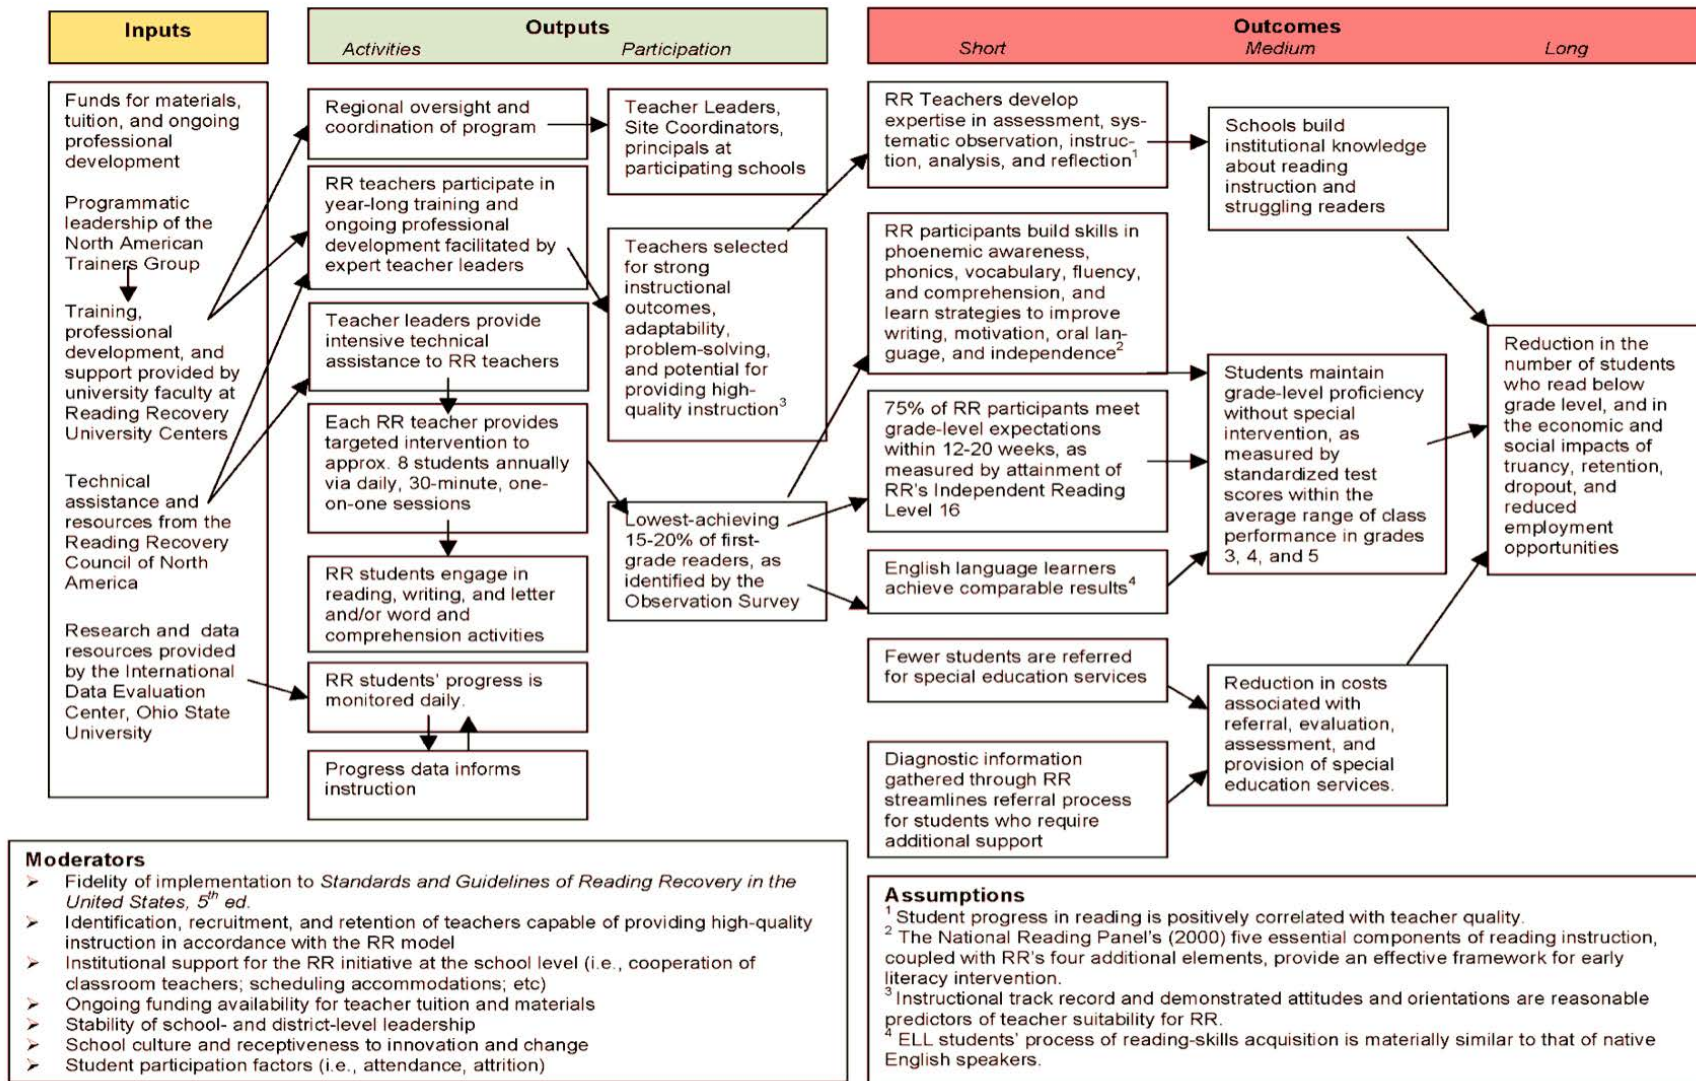 Inputs
Outputs
Activities
Participation
Outcomes
Short
Medium
Long
Funds for materials,
tuition, and ongoing
professional
development
Programmatic
leadership of the
North American
Trainers Group
Training,
professional
development, and
support provided by
university faculty at
Reading Recovery
University Centers
Technical
assistance and
resources from the
Reading Recovery
Council of North
America
Research and data
resources provided
by the International
Data Evaluation
Center, Ohio State
University
Regional oversight and
coordination of program
RR teachers participate in
year-long training and
ongoing professional
development facilitated by
expert teacher leaders
Teacher leaders provide
intensive technical
assistance to RR teachers
Each RR teacher provides
targeted intervention to
approx. 8 students annually
via daily, 30-minute, one-
on-one sessions
RR students engage in
reading, writing, and letter
and/or word and
comprehension activities
RR students' progress is
monitored daily.
Progress data informs
instruction
Teacher Leaders,
Site Coordinators,
principals at
participating schools
Teachers selected
for strong
instructional
outcomes,
adaptability,
problem-solving,
and potential for
providing high-
quality instruction³
Lowest-achieving
15-20% of first-
grade readers, as
identified by the
Observation Survey
RR Teachers develop
expertise in assessment, sys-
tematic observation, instruc-
tion, analysis, and reflection¹
RR participants build skills in
phoenemic awareness,
phonics, vocabulary, fluency,
and comprehension, and
learn strategies to improve
writing, motivation, oral lan-
guage, and independence²
75% of RR participants meet
grade-level expectations
within 12-20 weeks, as
measured by attainment of
RR's Independent Reading
Level 16
English language learners
achieve comparable results⁴
Fewer students are referred
for special education services
Diagnostic information
gathered through RR
streamlines referral process
for students who require
additional support
Schools build
institutional knowledge
about reading
instruction and
struggling readers
Students maintain
grade-level proficiency
without special
intervention, as
measured by
standardized test
scores within the
average range of class
performance in grades
3, 4, and 5
Reduction in costs
associated with
referral, evaluation,
assessment, and
provision of special
education services.
Reduction in the
number of students
who read below
grade level, and in
the economic and
social impacts of
truancy, retention,
dropout, and
reduced
employment
opportunities
Moderators
➢ Fidelity of implementation to Standards and Guidelines of Reading Recovery in the
United States, 5th ed.
➢ Identification, recruitment, and retention of teachers capable of providing high-quality
instruction in accordance with the RR model
➢ Institutional support for the RR initiative at the school level (i.e., cooperation of
classroom teachers; scheduling accommodations; etc)
➢ Ongoing funding availability for teacher tuition and materials
➢ Stability of school- and district-level leadership
➢ School culture and receptiveness to innovation and change
➢ Student participation factors (i.e., attendance, attrition)
Assumptions
¹ Student progress in reading is positively correlated with teacher quality.
² The National Reading Panel's (2000) five essential components of reading instruction,
coupled with RR's four additional elements, provide an effective framework for early
literacy intervention.
³ Instructional track record and demonstrated attitudes and orientations are reasonable
predictors of teacher suitability for RR.
⁴ ELL students' process of reading-skills acquisition is materially similar to that of native
English speakers.